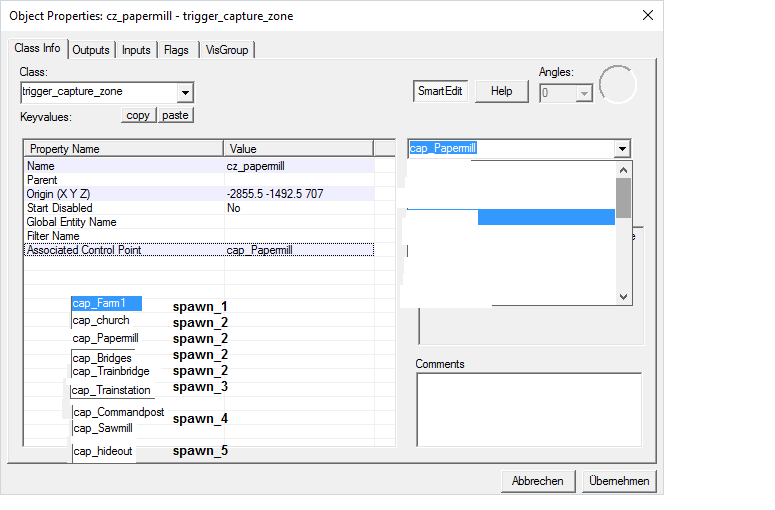 Object Properties: cz_papermill - trigger_capture_zone
Class Info Outputs Inputs Flags VisGroup
Class:
trigger_capture_zone
SmartEdit Help
Angles:
0
Keyvalues: copy paste
Property Name Value
cap_Papermill
Name cz_papermill
Parent
Origin (X Y Z) -2855.5 -1492.5 707
Start Disabled No
Global Entity Name
Filter Name
Associated Control Point cap_Papermill
cap_Farm1 spawn_1
cap_church spawn_2
cap_Papermill spawn_2
cap_Bridges spawn_2
cap_Trainbridge spawn_2
cap_Trainstation spawn_3
cap_Commandpost
cap_Sawmill spawn_4
cap_hideout spawn_5
Comments
Abbrechen Übernehmen